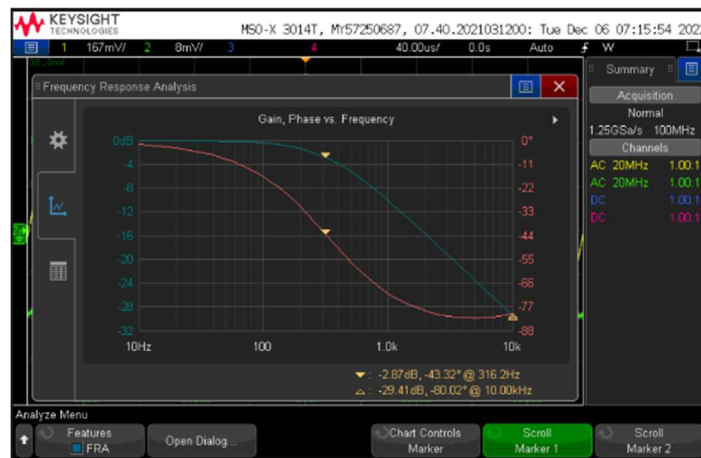 KEYSIGHT
TECHNOLOGIES
MSO-X 3014T, MY57250687, 07.40.2021031200: Tue Dec 06 07:15:54 202
1 167mV/ 2 8mV/ 3 4 40.00us/ 0.0s Auto W
Summary
Frequency Response Analysis
Acquisition
Normal
1.25GSa/s 100MHz
Channels
AC 20MHz 1.00:1
AC 20MHz 1.00:1
DC 1.00:1
DC 1.00:1
Gain, Phase vs. Frequency
0dB 0°
-4 -11
-8 -22
-12 -33
-16 -44
-20 -55
-24 -66
-28 -77
-32 -88
10Hz 100 1.0k 10k
: -2.87dB, -43.32° @ 316.2Hz
: -29.41dB, -80.02° @ 10.00kHz
Analyze Menu
Features
FRA
Open Dialog...
Chart Controls
Marker
Scroll
Marker 1
Scroll
Marker 2